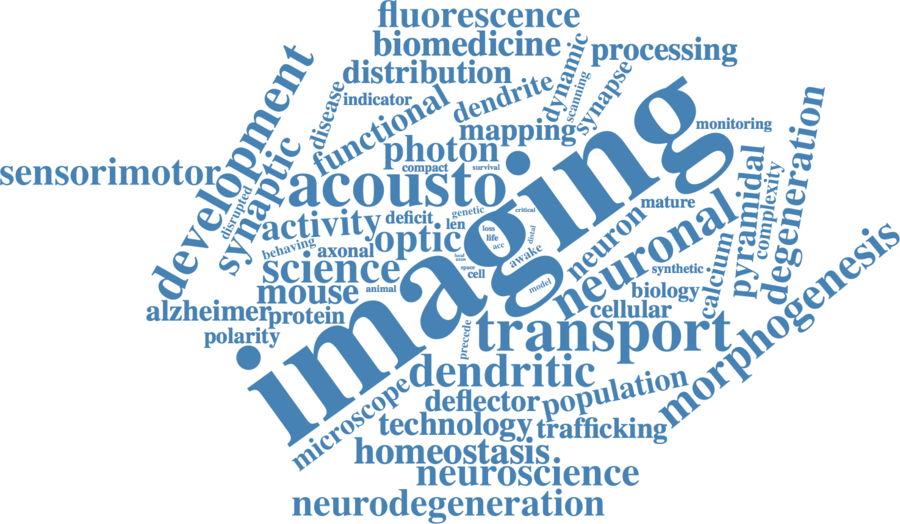 fluorescence
biomedicine
processing
distribution
dynamic
scanning
synapse
disease
indicator
dendrite
functional
mapping
monitoring
development
synaptic
disrupted
photon
compact
survival
sensorimotor
acousto
imaging
activity
deficit
genetic
critical
len
mature
optic
loss
life
acc
distal
awake
neuron
neuronal
pyramidal
complexity
degeneration
behaving
axonal
science
space
cell
synthetic
calcium
mouse
animal
model
biology
cellular
alzheimer
protein
polarity
precede
transport
morphogenesis
dendritic
microscope
deflector
population
technology
trafficking
homeostasis
neuroscience
neurodegeneration